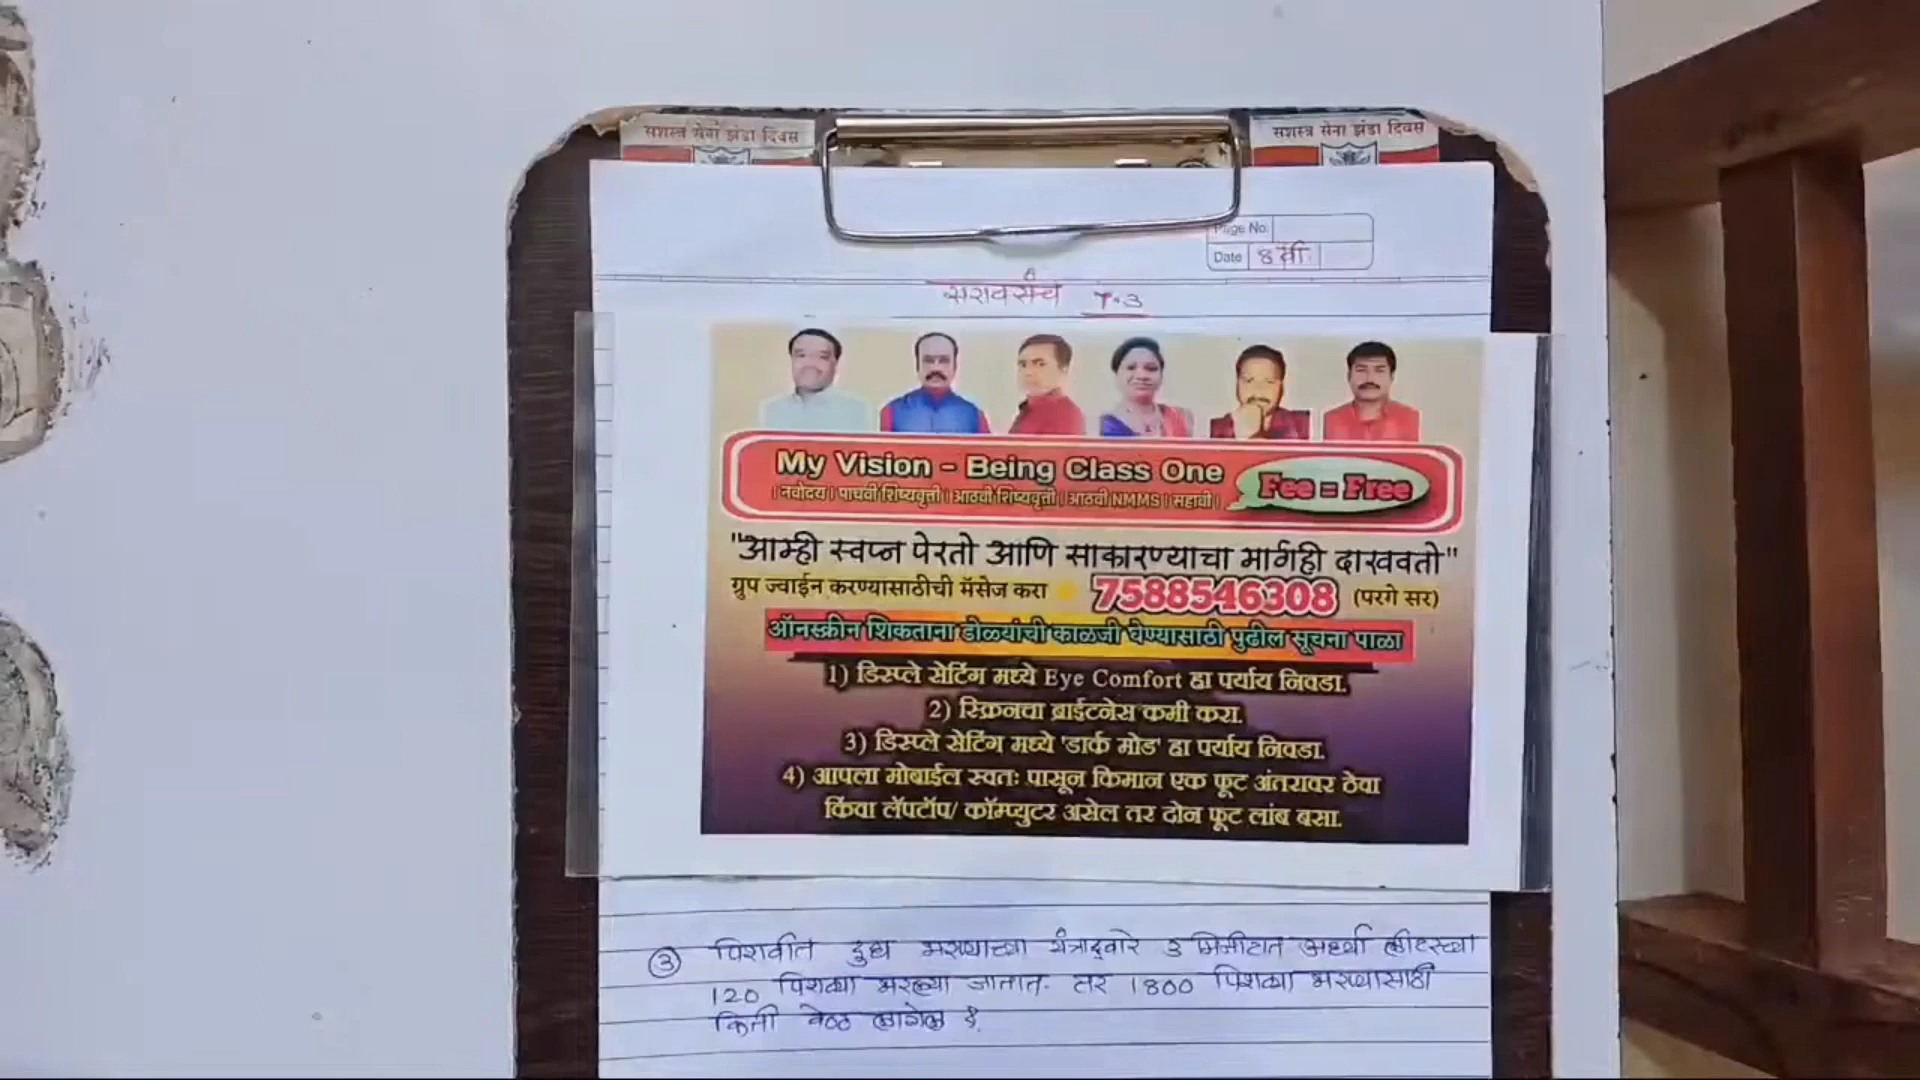 सशस्त्र सेना झंडा दिवस
सशस्त्र सेना झंडा दिवस
Page No.
Date 8वी
सरावसंच 7.3
My Vision - Being Class One
Fee = Free
। नवोदय । पाचवी शिष्यवृत्ती । आठवी शिष्यवृत्ती । आठवी NMMS । सहावी ।
"आम्ही स्वप्न पेरतो आणि साकारण्याचा मार्गही दाखवतो"
ग्रुप ज्वाईन करण्यासाठीची मॅसेज करा 7588546308 (परगे सर)
ऑनस्क्रीन शिकताना डोळ्यांची काळजी घेण्यासाठी पुढील सूचना पाळा
1) डिस्प्ले सेटिंग मध्ये Eye Comfort हा पर्याय निवडा.
2) स्क्रिनचा ब्राईटनेस कमी करा.
3) डिस्प्ले सेटिंग मध्ये 'डार्क मोड' हा पर्याय निवडा.
4) आपला मोबाईल स्वतः पासून किमान एक फूट अंतरावर ठेवा
किंवा लॅपटॉप/ कॉम्प्युटर असेल तर दोन फूट लांब बसा.
③ पिशवीत दुध भरण्याच्या यंत्राद्वारे 3 मिनीटात अर्ध्या लीटरच्या
120 पिशव्या भरल्या जातात. तर 1800 पिशव्या भरण्यासाठी
किती वेळ लागेल ?